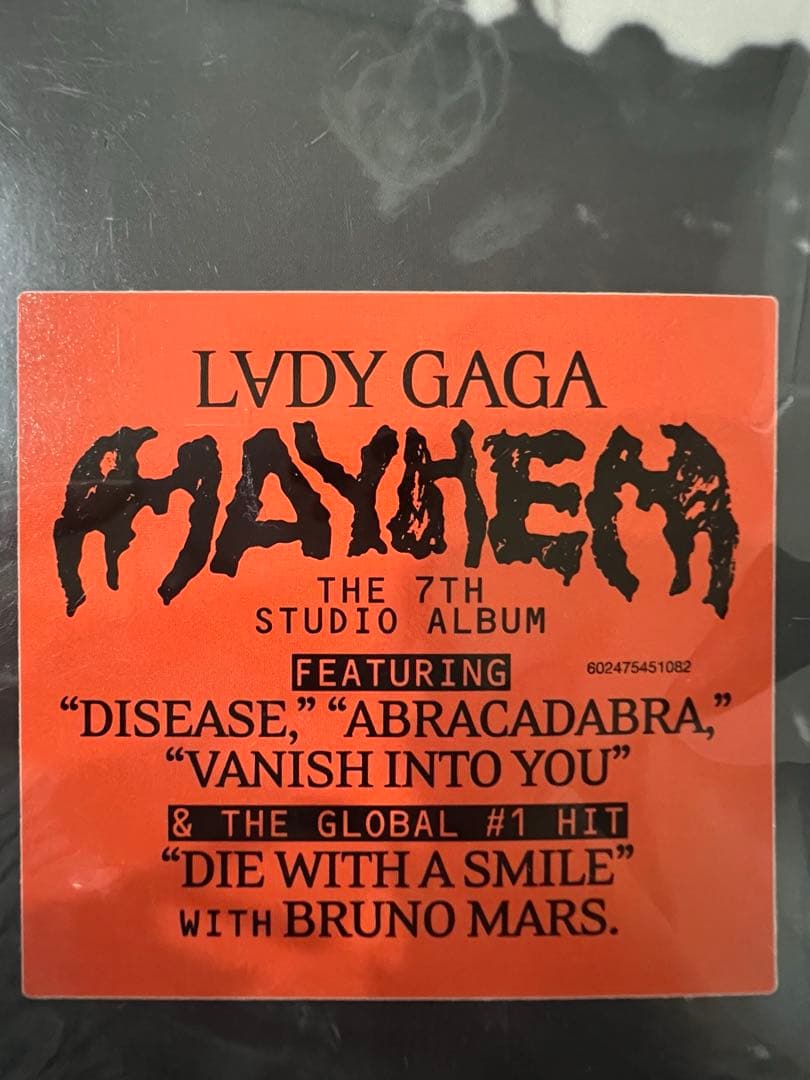 L∀DY GAGA
MAYHEM
THE 7TH
STUDIO ALBUM
FEATURING
602475451082
“DISEASE,” “ABRACADABRA,”
“VANISH INTO YOU”
& THE GLOBAL #1 HIT
“DIE WITH A SMILE”
WITH BRUNO MARS.